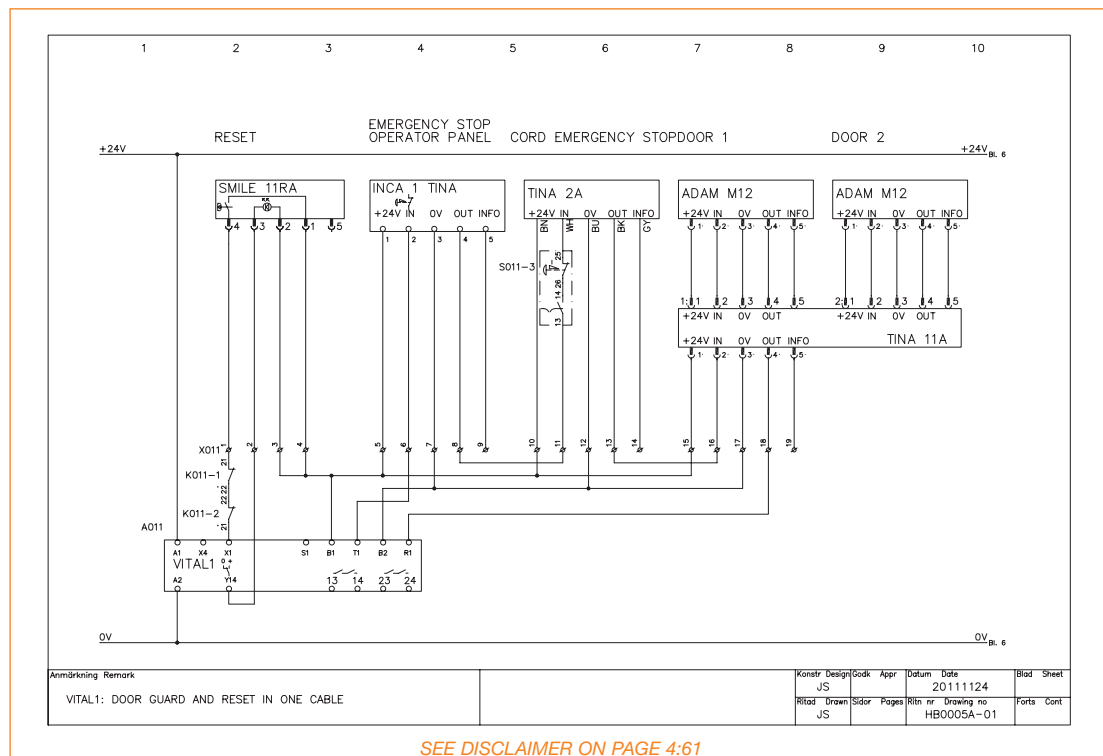 1 2 3 4 5 6 7 8 9 10
RESET
EMERGENCY STOP
OPERATOR PANEL
CORD EMERGENCY STOP
DOOR 1
DOOR 2
+24V
+24V Bl. 6
SMILE 11RA
4 3 2 1 5
INCA 1 TINA
+24V IN 0V OUT INFO
1 2 3 4 5
TINA 2A
+24V IN 0V OUT INFO
BN WH BU BK GY
S011-3
25
26
14
13
ADAM M12
+24V IN 0V OUT INFO
1 2 3 4 5
ADAM M12
+24V IN 0V OUT INFO
1 2 3 4 5
1:1 2 3 4 5
2:1 2 3 4 5
+24V IN 0V OUT
+24V IN 0V OUT
TINA 11A
+24V IN 0V OUT INFO
1 2 3 4 5
X011
1 2 3 4 5 6 7 8 9 10 11 12 13 14 15 16 17 18 19
K011-1
21
22
K011-2
22
21
A011
A1 X4 X1 S1 B1 T1 B2 R1
VITAL1
A2 Y14 13 14 23 24
0V
0V Bl. 6
Anmärkning Remark
VITAL1: DOOR GUARD AND RESET IN ONE CABLE
Konstr Design Godk Appr Datum Date Blad Sheet
JS 20111124
Ritad Drawn Sidor Pages Ritn nr Drawing no Forts Cont
JS HB0005A-01
SEE DISCLAIMER ON PAGE 4:61